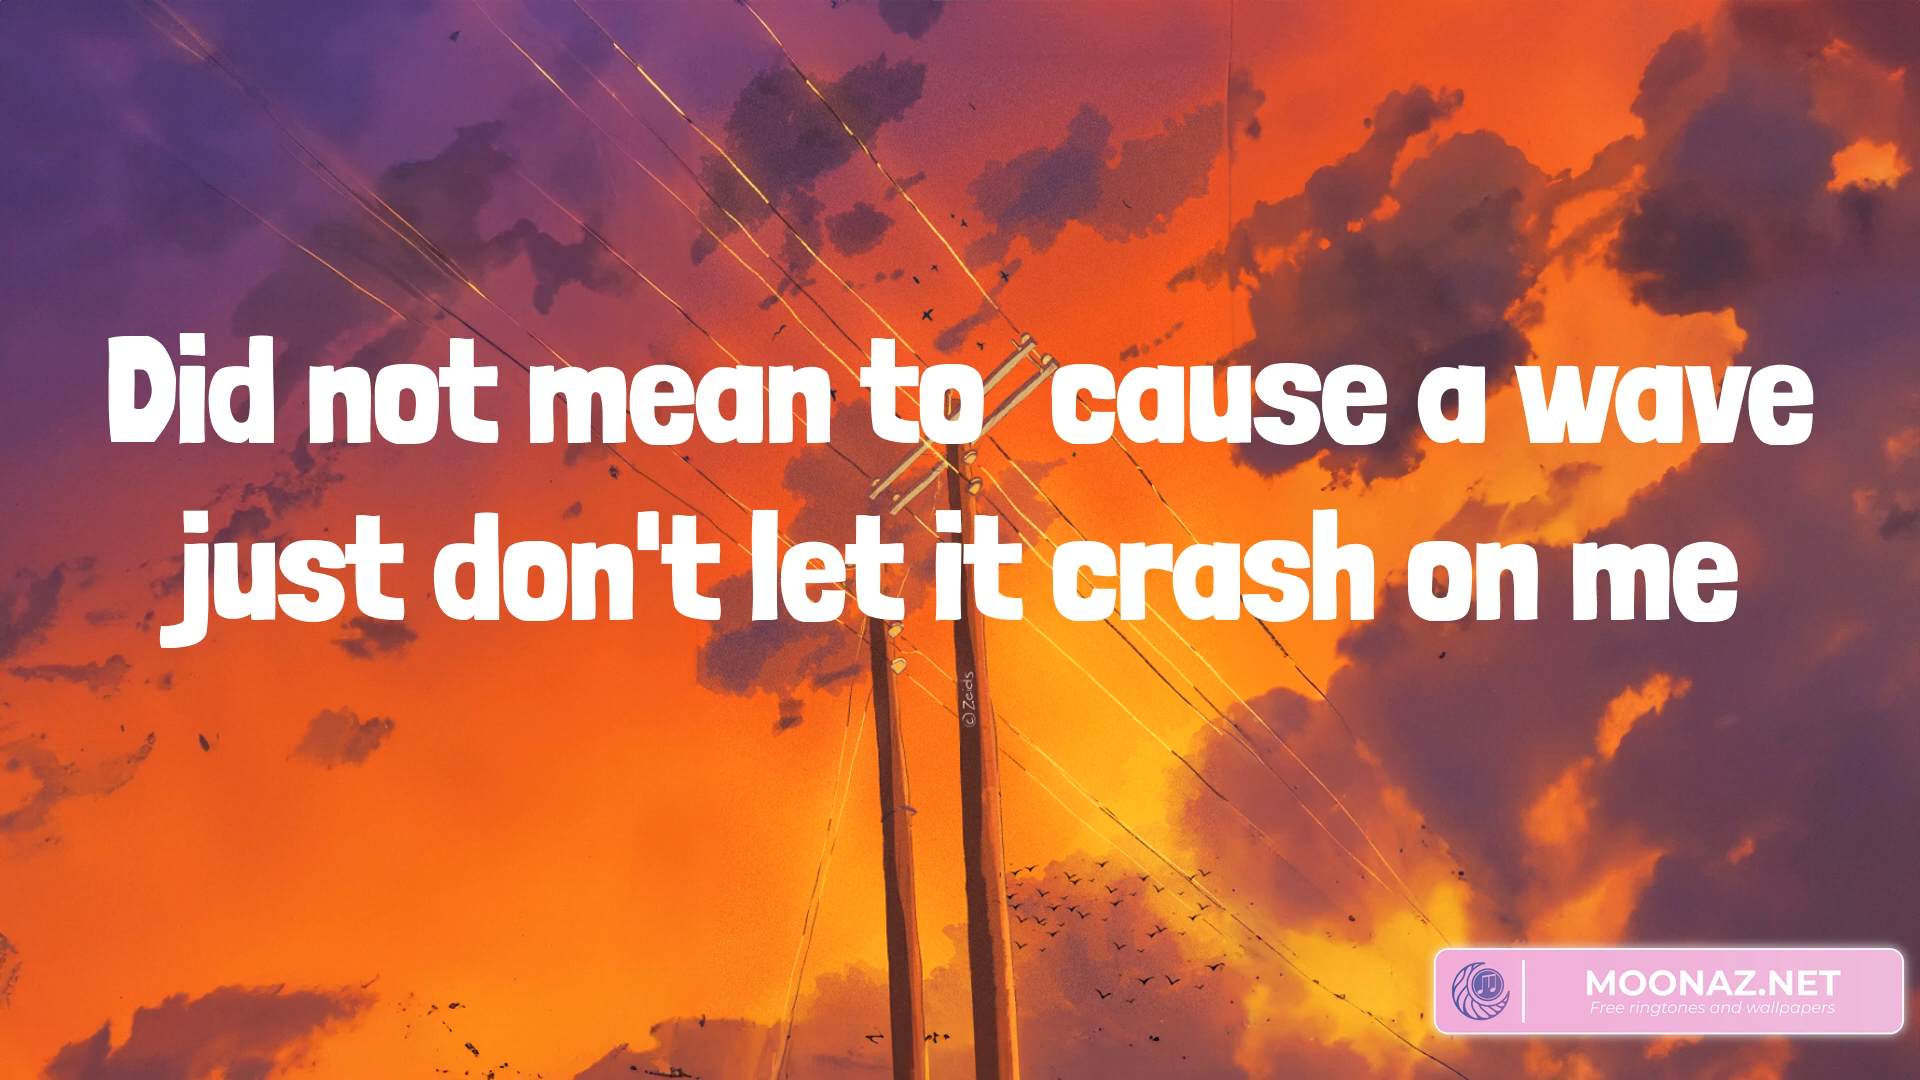 Did not mean to  cause a wave
just don't let it crash on me
(c) Zaids
MOONAZ.NET
Free ringtones and wallpapers